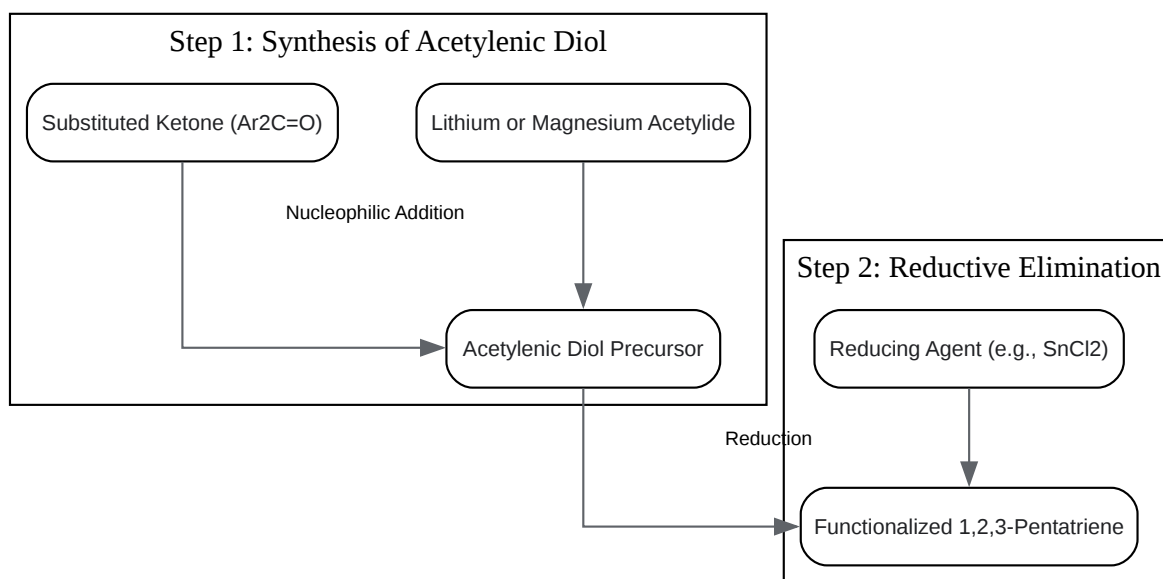 Step 1: Synthesis of Acetylenic Diol
Substituted Ketone (Ar2C=O)
Lithium or Magnesium Acetylide
Nucleophilic Addition
Acetylenic Diol Precursor
Step 2: Reductive Elimination
Reducing Agent (e.g., SnCl2)
Reduction
Functionalized 1,2,3-Pentatriene